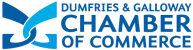 DUMFRIES & GALLOWAY
CHAMBER
OF COMMERCE